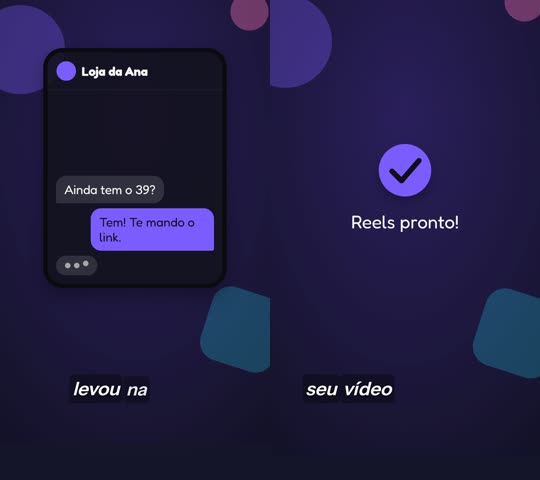 Loja da Ana
Ainda tem o 39?
Tem! Te mando o
link.
levou na
Reels pronto!
seu vídeo